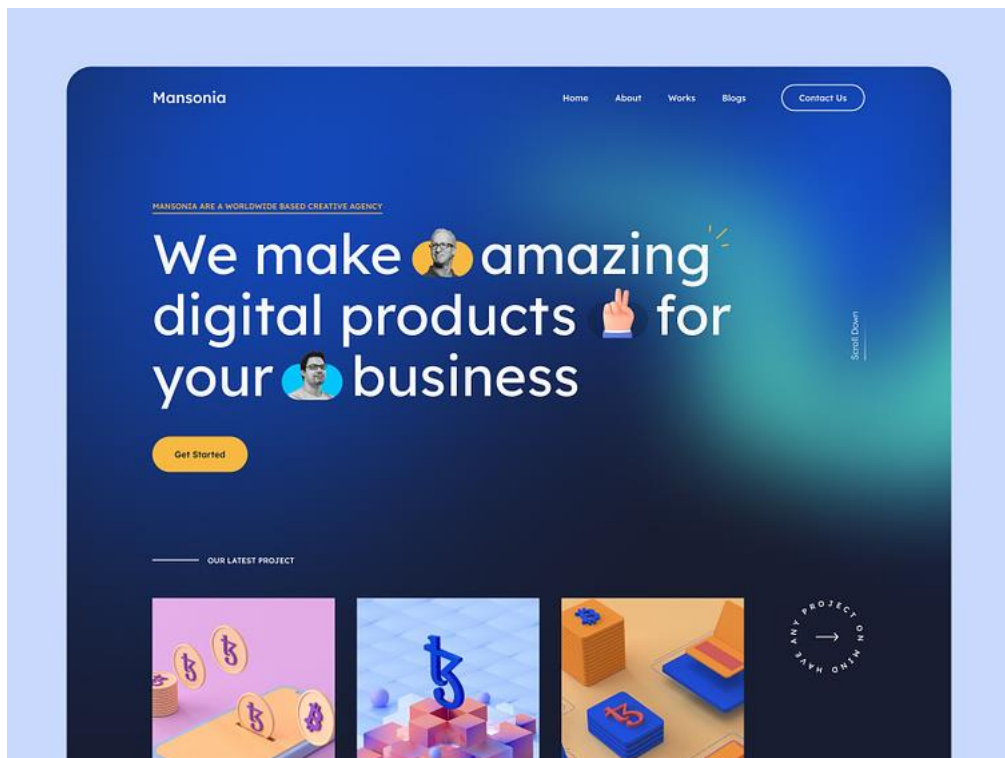 Mansonia
Home About Works Blogs Contact Us
MANSONIA ARE A WORLDWIDE BASED CREATIVE AGENCY
We make amazing
digital products for
your business
Scroll Down
Get Started
OUR LATEST PROJECT
HAVE ANY PROJECT ON MIND